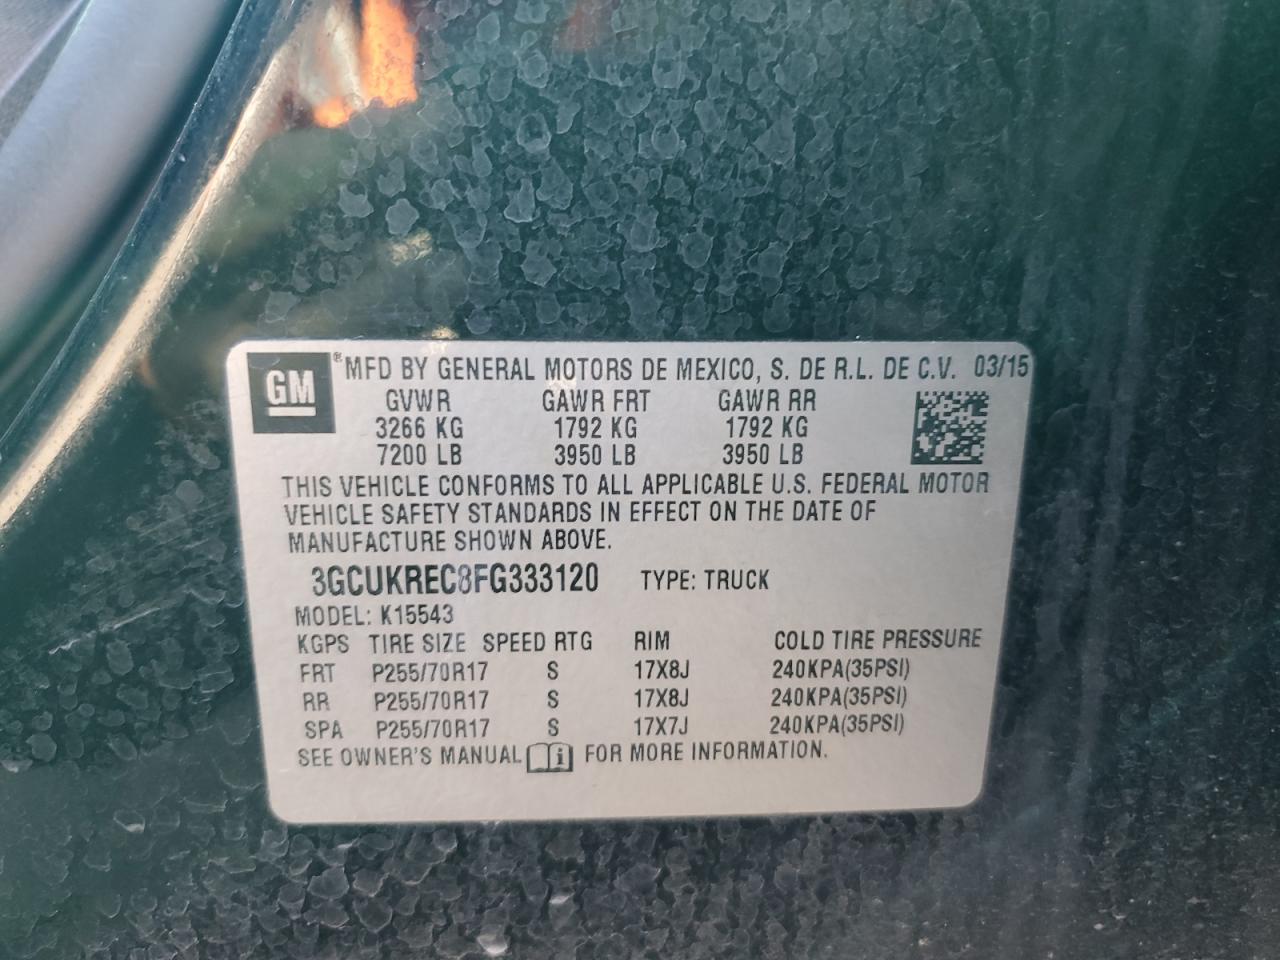 GM ® MFD BY GENERAL MOTORS DE MEXICO, S. DE R.L. DE C.V. 03/15
GVWR GAWR FRT GAWR RR
3266 KG 1792 KG 1792 KG
7200 LB 3950 LB 3950 LB
THIS VEHICLE CONFORMS TO ALL APPLICABLE U.S. FEDERAL MOTOR
VEHICLE SAFETY STANDARDS IN EFFECT ON THE DATE OF
MANUFACTURE SHOWN ABOVE.
3GCUKREC8FG333120 TYPE: TRUCK
MODEL: K15543
KGPS TIRE SIZE SPEED RTG RIM COLD TIRE PRESSURE
FRT P255/70R17 S 17X8J 240KPA(35PSI)
RR P255/70R17 S 17X8J 240KPA(35PSI)
SPA P255/70R17 S 17X7J 240KPA(35PSI)
SEE OWNER'S MANUAL i FOR MORE INFORMATION.